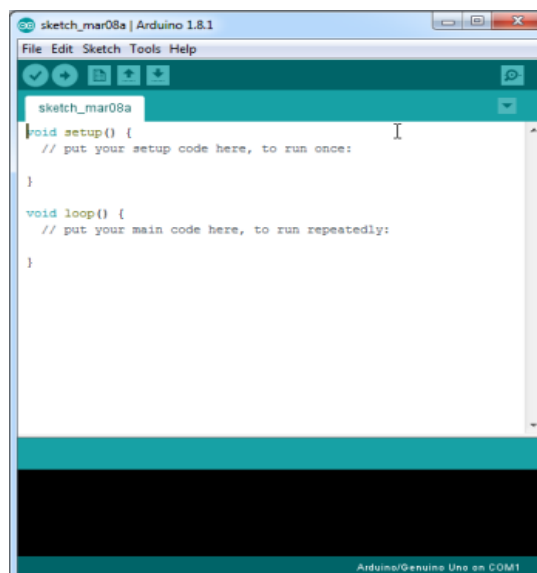 sketch_mar08a | Arduino 1.8.1
File Edit Sketch Tools Help
sketch_mar08a
void setup() {
  // put your setup code here, to run once:
}
void loop() {
  // put your main code here, to run repeatedly:
}
Arduino/Genuino Uno on COM1